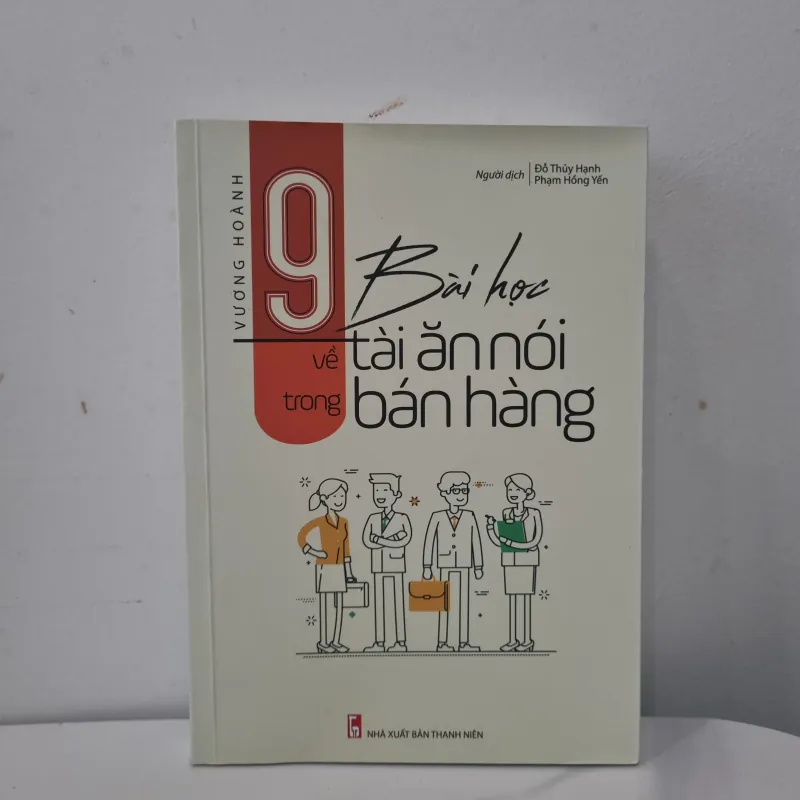 VƯƠNG HOÀNH
Người dịch
Đỗ Thủy Hạnh
Phạm Hồng Yến
9 Bài học
về tài ăn nói
trong bán hàng
NHÀ XUẤT BẢN THANH NIÊN